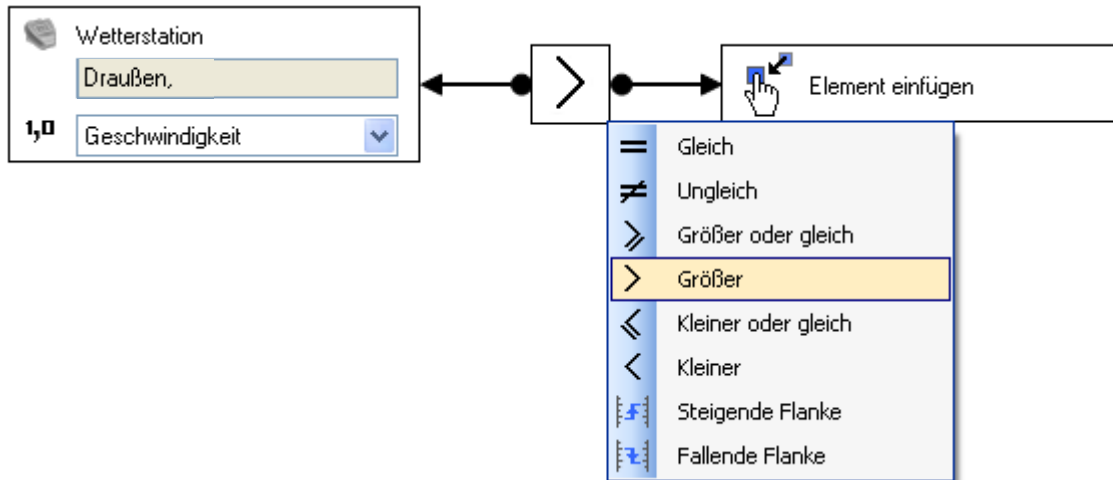 Wetterstation
Draußen,
1,0 Geschwindigkeit
> Element einfügen
= Gleich
≠ Ungleich
Größer oder gleich
> Größer
Kleiner oder gleich
< Kleiner
Steigende Flanke
Fallende Flanke